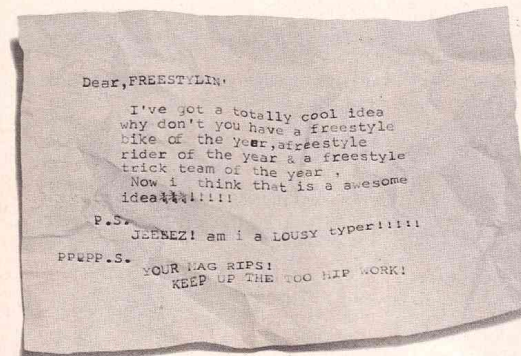 Dear,FREESTYLIN'
I've got a totally cool idea
why don't you have a freestyle
bike of the year,afreestyle
rider of the year & a freestyle
trick team of the year ,
Now i think that is a awesome
idea!!!!!!!!!
P.S.
JEEEEZ! am i a LOUSY typer!!!!!
PPPPP.S.
YOUR MAG RIPS!
KEEP UP THE TOO HIP WORK!